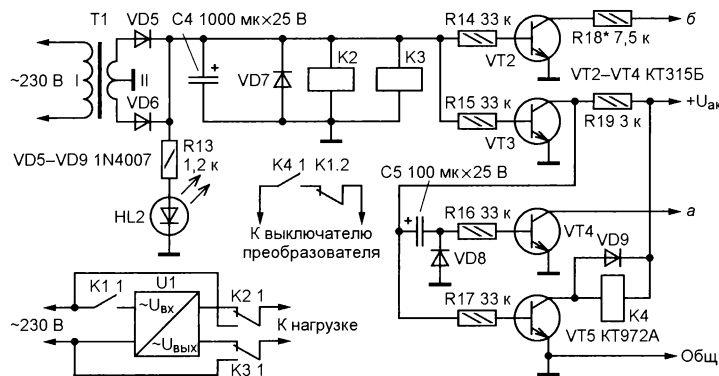 T1
VD5
C4 1000 мк×25 В
R14 33 к
б
R18* 7,5 к
+
K2
K3
VT2
VT2–VT4 КТ315Б
~230 В
I
II
VD7
VD6
R15 33 к
+Uак
R19 3 к
VT3
VD5–VD9 1N4007
R13
1,2 к
K4 1
K1.2
C5 100 мк×25 В
HL2
+
R16 33 к
а
К выключателю
преобразователя
VD8
VT4
VD9
U1
K1 1
~Uвх
K2 1
R17 33 к
K4
~230 В
К нагрузке
VT5 КТ972А
~Uвых
K3 1
Общ